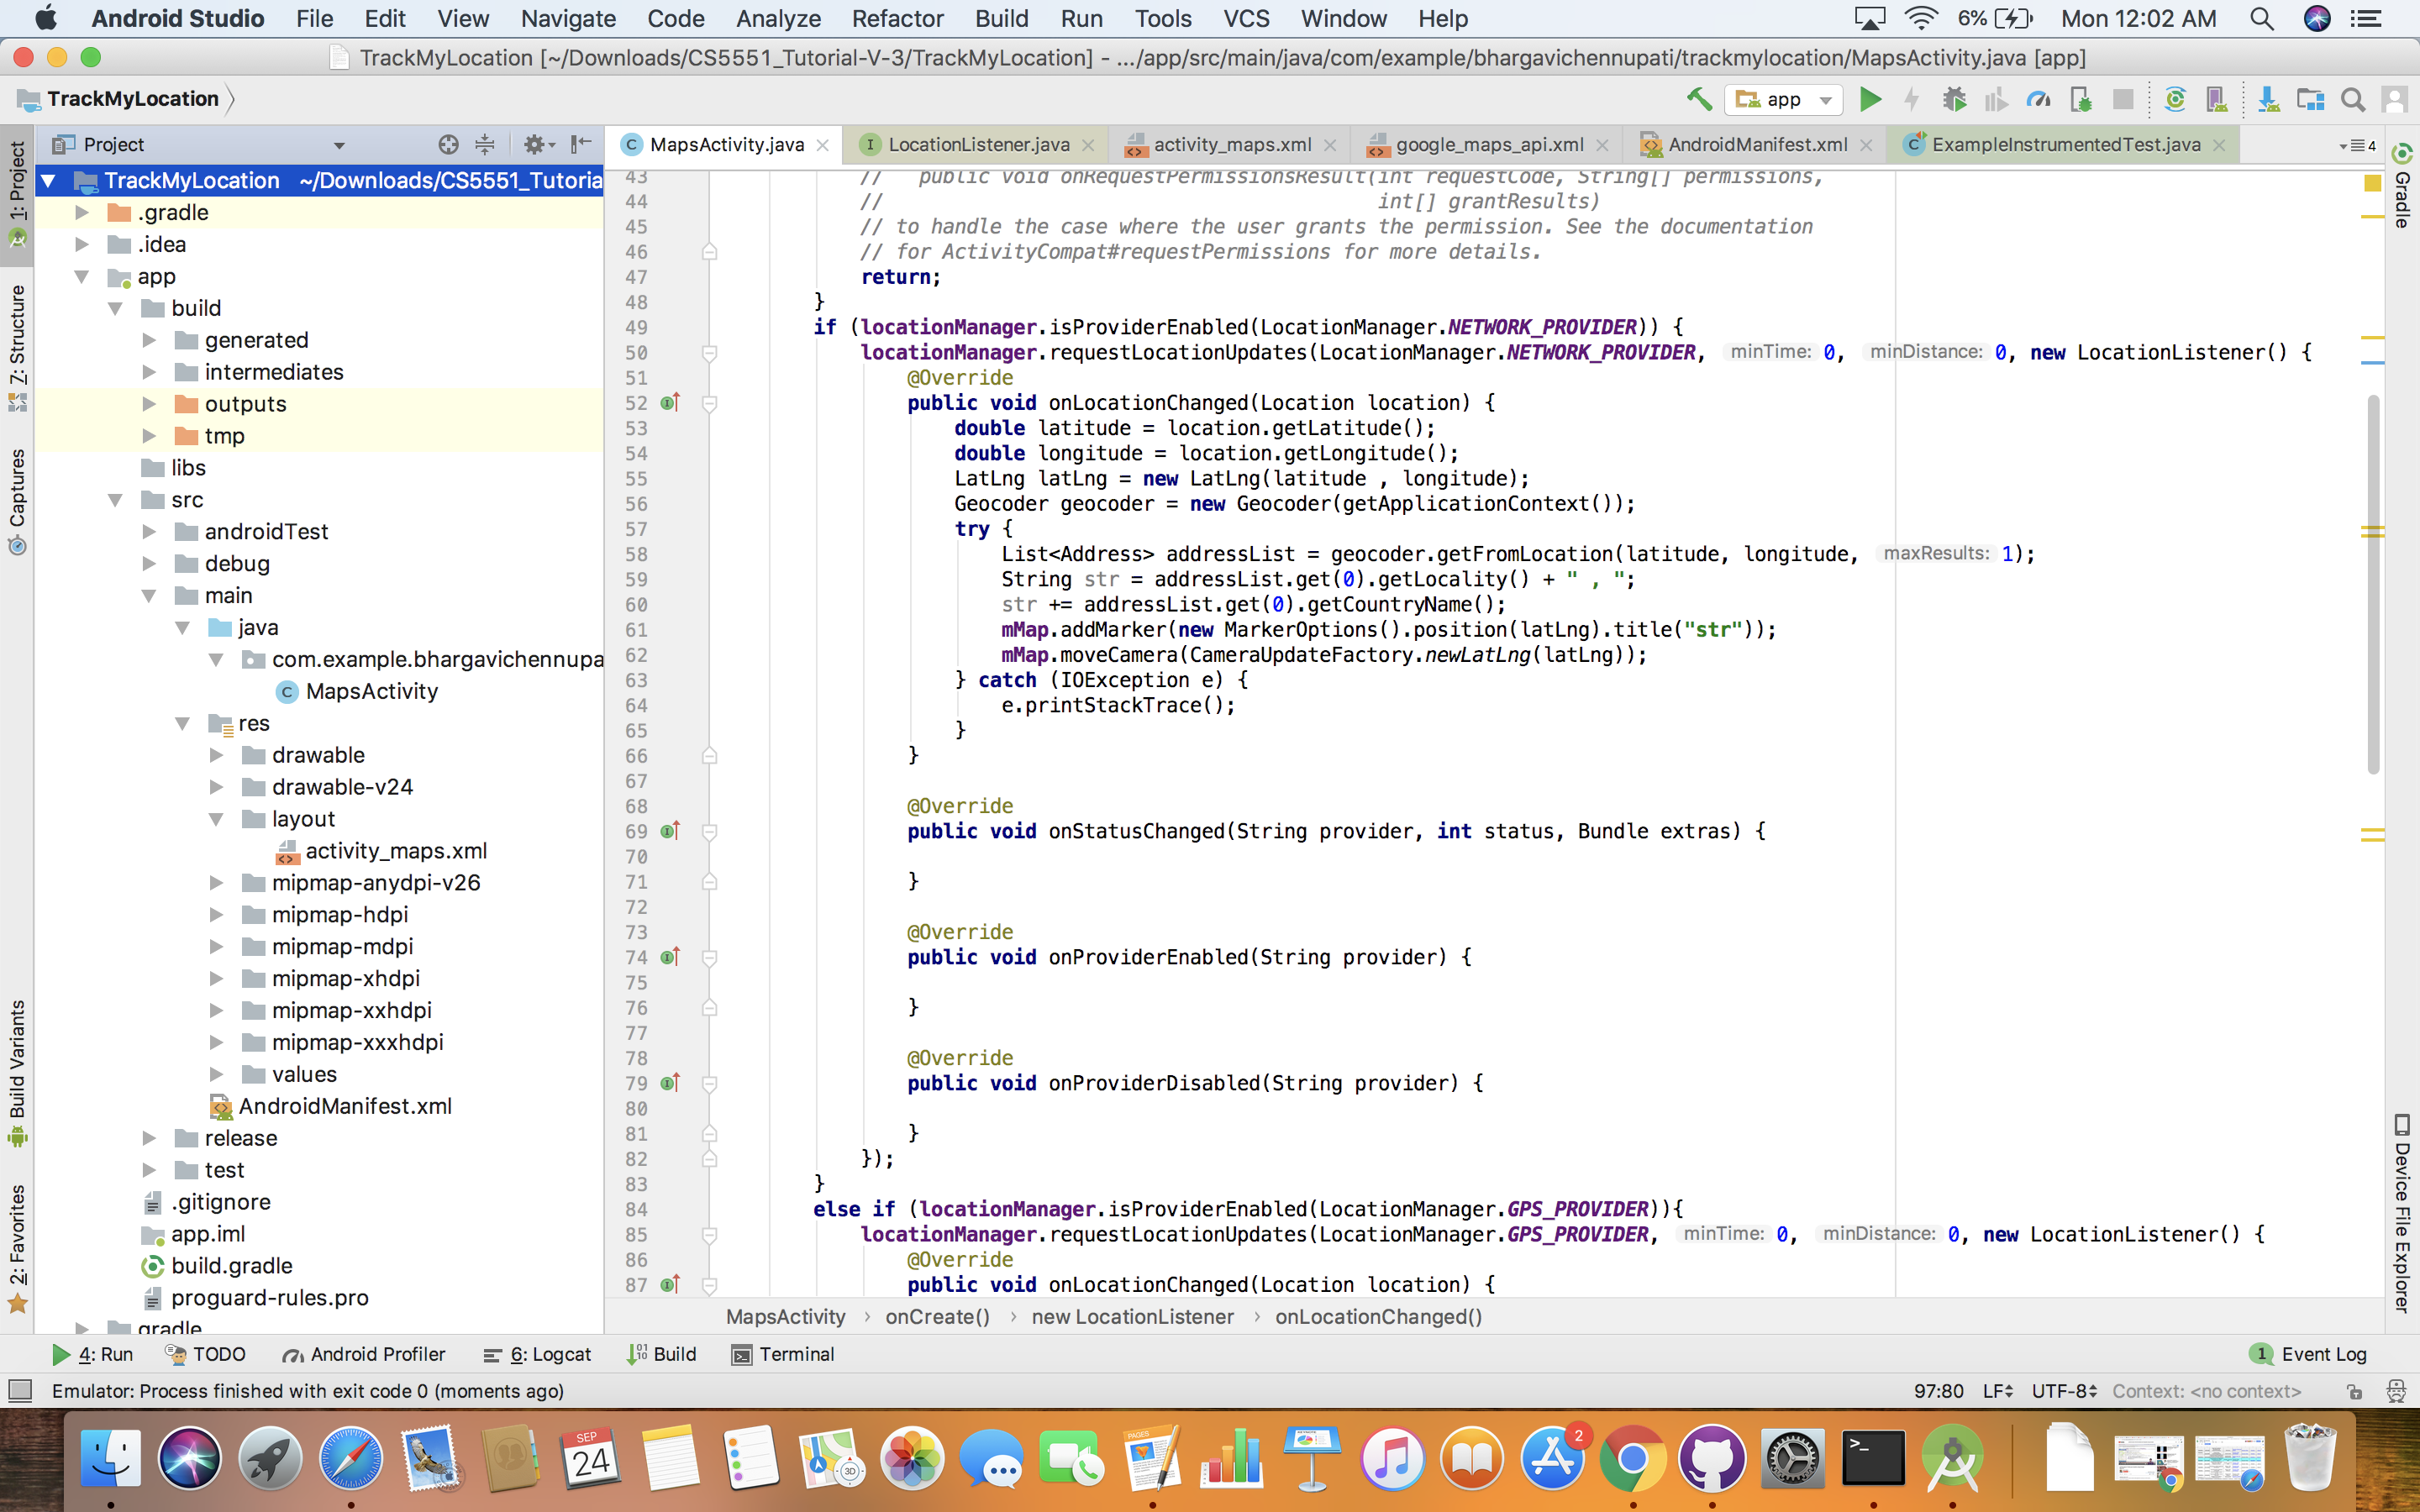 Android Studio File Edit View Navigate Code Analyze Refactor Build Run Tools VCS Window Help 6% Mon 12:02 AM
TrackMyLocation [~/Downloads/CS5551_Tutorial-V-3/TrackMyLocation] - .../app/src/main/java/com/example/bhargavichennupati/trackmylocation/MapsActivity.java [app]
TrackMyLocation app
Project MapsActivity.java LocationListener.java activity_maps.xml google_maps_api.xml AndroidManifest.xml ExampleInstrumentedTest.java 4
1: Project
7: Structure
Captures
Build Variants
2: Favorites
TrackMyLocation ~/Downloads/CS5551_Tutoria
.gradle
.idea
app
build
generated
intermediates
outputs
tmp
libs
src
androidTest
debug
main
java
com.example.bhargavichennupa
MapsActivity
res
drawable
drawable-v24
layout
activity_maps.xml
mipmap-anydpi-v26
mipmap-hdpi
mipmap-mdpi
mipmap-xhdpi
mipmap-xxhdpi
mipmap-xxxhdpi
values
AndroidManifest.xml
release
test
.gitignore
app.iml
build.gradle
proguard-rules.pro
gradle
43 // public void onRequestPermissionsResult(int requestCode, String[] permissions,
44 // int[] grantResults)
45 // to handle the case where the user grants the permission. See the documentation
46 // for ActivityCompat#requestPermissions for more details.
47 return;
48 }
49 if (locationManager.isProviderEnabled(LocationManager.NETWORK_PROVIDER)) {
50 locationManager.requestLocationUpdates(LocationManager.NETWORK_PROVIDER, minTime: 0, minDistance: 0, new LocationListener() {
51 @Override
52 public void onLocationChanged(Location location) {
53 double latitude = location.getLatitude();
54 double longitude = location.getLongitude();
55 LatLng latLng = new LatLng(latitude , longitude);
56 Geocoder geocoder = new Geocoder(getApplicationContext());
57 try {
58 List<Address> addressList = geocoder.getFromLocation(latitude, longitude, maxResults: 1);
59 String str = addressList.get(0).getLocality() + " , ";
60 str += addressList.get(0).getCountryName();
61 mMap.addMarker(new MarkerOptions().position(latLng).title("str"));
62 mMap.moveCamera(CameraUpdateFactory.newLatLng(latLng));
63 } catch (IOException e) {
64 e.printStackTrace();
65 }
66 }
67
68 @Override
69 public void onStatusChanged(String provider, int status, Bundle extras) {
70
71 }
72
73 @Override
74 public void onProviderEnabled(String provider) {
75
76 }
77
78 @Override
79 public void onProviderDisabled(String provider) {
80
81 }
82 });
83 }
84 else if (locationManager.isProviderEnabled(LocationManager.GPS_PROVIDER)){
85 locationManager.requestLocationUpdates(LocationManager.GPS_PROVIDER, minTime: 0, minDistance: 0, new LocationListener() {
86 @Override
87 public void onLocationChanged(Location location) {
MapsActivity › onCreate() › new LocationListener › onLocationChanged()
Gradle
Device File Explorer
4: Run TODO Android Profiler 6: Logcat Build Terminal 1 Event Log
Emulator: Process finished with exit code 0 (moments ago) 97:80 LF UTF-8 Context: <no context>
SEP
24
3D
PAGES
2
>_